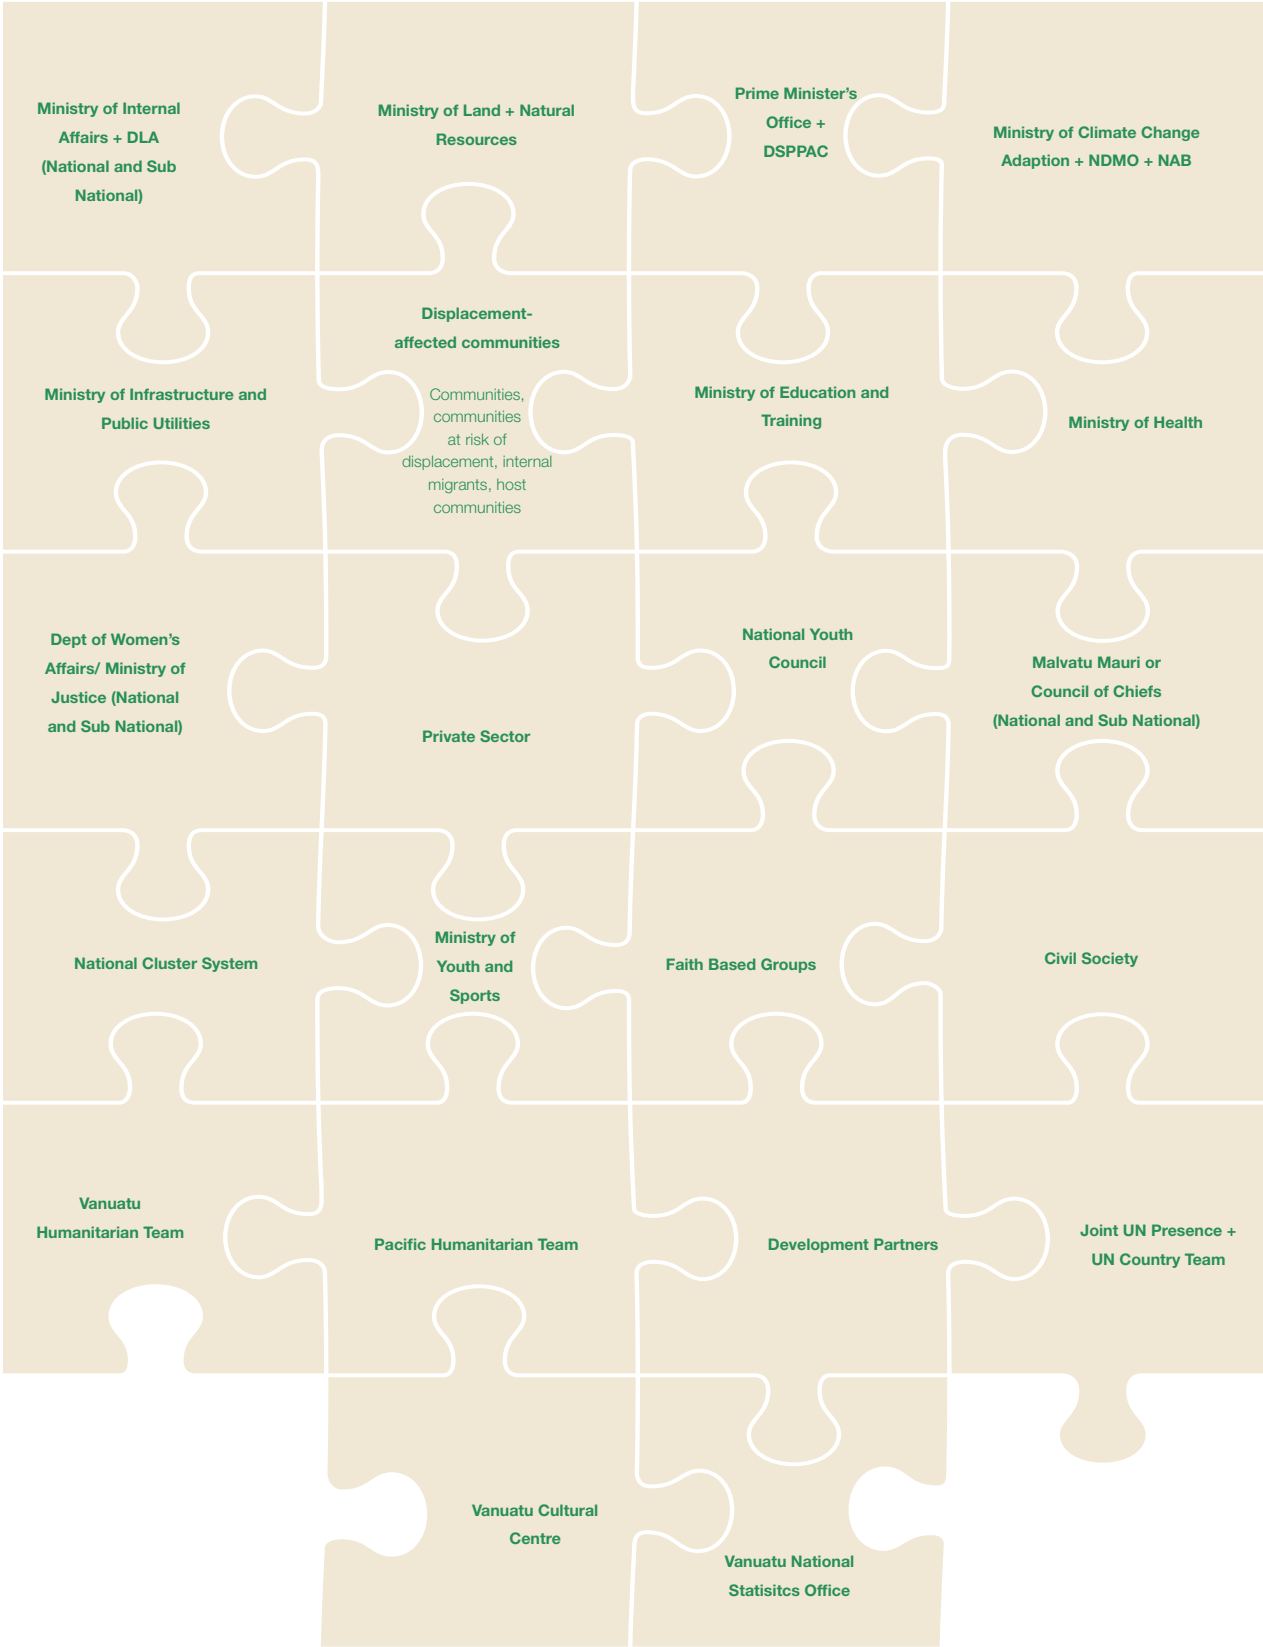 Ministry of Internal
Affairs + DLA
(National and Sub
National)
Ministry of Land + Natural
Resources
Prime Minister's
Office +
DSPPAC
Ministry of Climate Change
Adaption + NDMO + NAB
Ministry of Infrastructure and
Public Utilities
Displacement-
affected communities
Communities,
communities
at risk of
displacement, internal
migrants, host
communities
Ministry of Education and
Training
Ministry of Health
Dept of Women's
Affairs/ Ministry of
Justice (National
and Sub National)
Private Sector
National Youth
Council
Malvatu Mauri or
Council of Chiefs
(National and Sub National)
National Cluster System
Ministry of
Youth and
Sports
Faith Based Groups
Civil Society
Vanuatu
Humanitarian Team
Pacific Humanitarian Team
Development Partners
Joint UN Presence +
UN Country Team
Vanuatu Cultural
Centre
Vanuatu National
Statisitcs Office